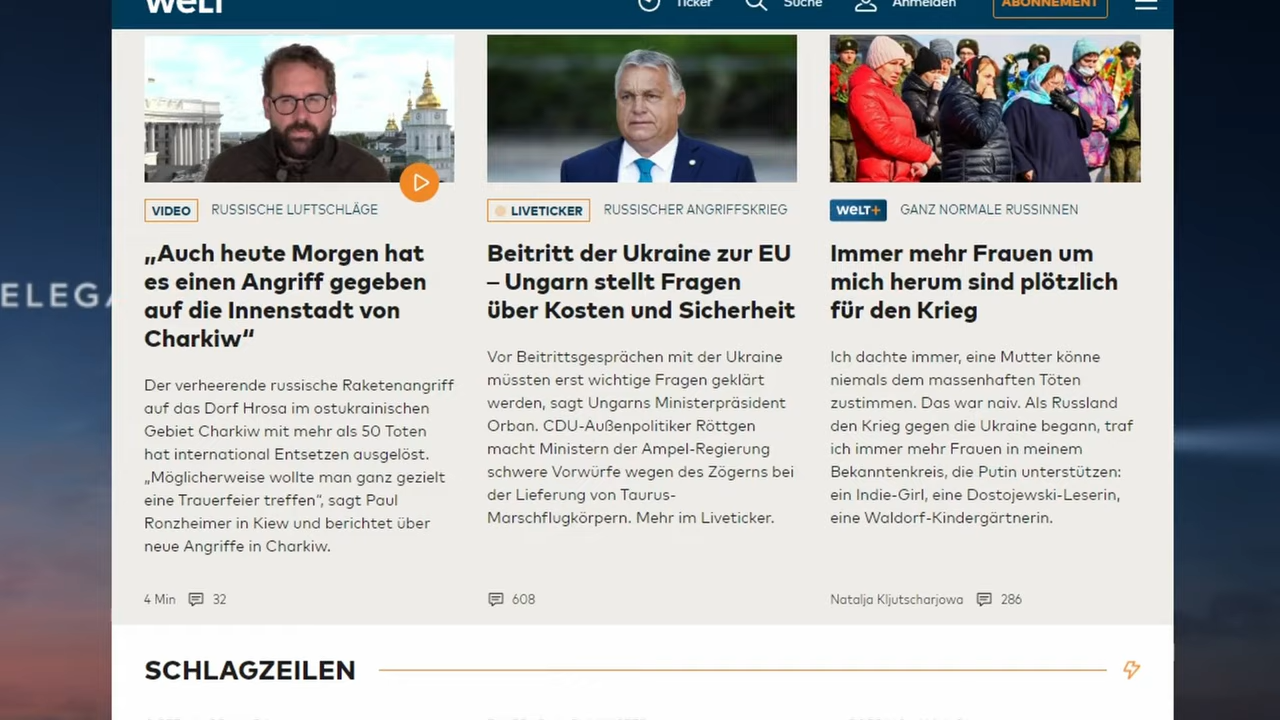 welt
Ticker
Suche
Anmelden
ABONNEMENT
ELEGA
VIDEO RUSSISCHE LUFTSCHLÄGE
„Auch heute Morgen hat
es einen Angriff gegeben
auf die Innenstadt von
Charkiw“
Der verheerende russische Raketenangriff
auf das Dorf Hrosa im ostukrainischen
Gebiet Charkiw mit mehr als 50 Toten
hat international Entsetzen ausgelöst.
„Möglicherweise wollte man ganz gezielt
eine Trauerfeier treffen“, sagt Paul
Ronzheimer in Kiew und berichtet über
neue Angriffe in Charkiw.
4 Min 32
LIVETICKER RUSSISCHER ANGRIFFSKRIEG
Beitritt der Ukraine zur EU
– Ungarn stellt Fragen
über Kosten und Sicherheit
Vor Beitrittsgesprächen mit der Ukraine
müssten erst wichtige Fragen geklärt
werden, sagt Ungarns Ministerpräsident
Orban. CDU-Außenpolitiker Röttgen
macht Ministern der Ampel-Regierung
schwere Vorwürfe wegen des Zögerns bei
der Lieferung von Taurus-
Marschflugkörpern. Mehr im Liveticker.
608
welt+ GANZ NORMALE RUSSINNEN
Immer mehr Frauen um
mich herum sind plötzlich
für den Krieg
Ich dachte immer, eine Mutter könne
niemals dem massenhaften Töten
zustimmen. Das war naiv. Als Russland
den Krieg gegen die Ukraine begann, traf
ich immer mehr Frauen in meinem
Bekanntenkreis, die Putin unterstützen:
ein Indie-Girl, eine Dostojewski-Leserin,
eine Waldorf-Kindergärtnerin.
Natalja Kljutscharjowa 286
SCHLAGZEILEN